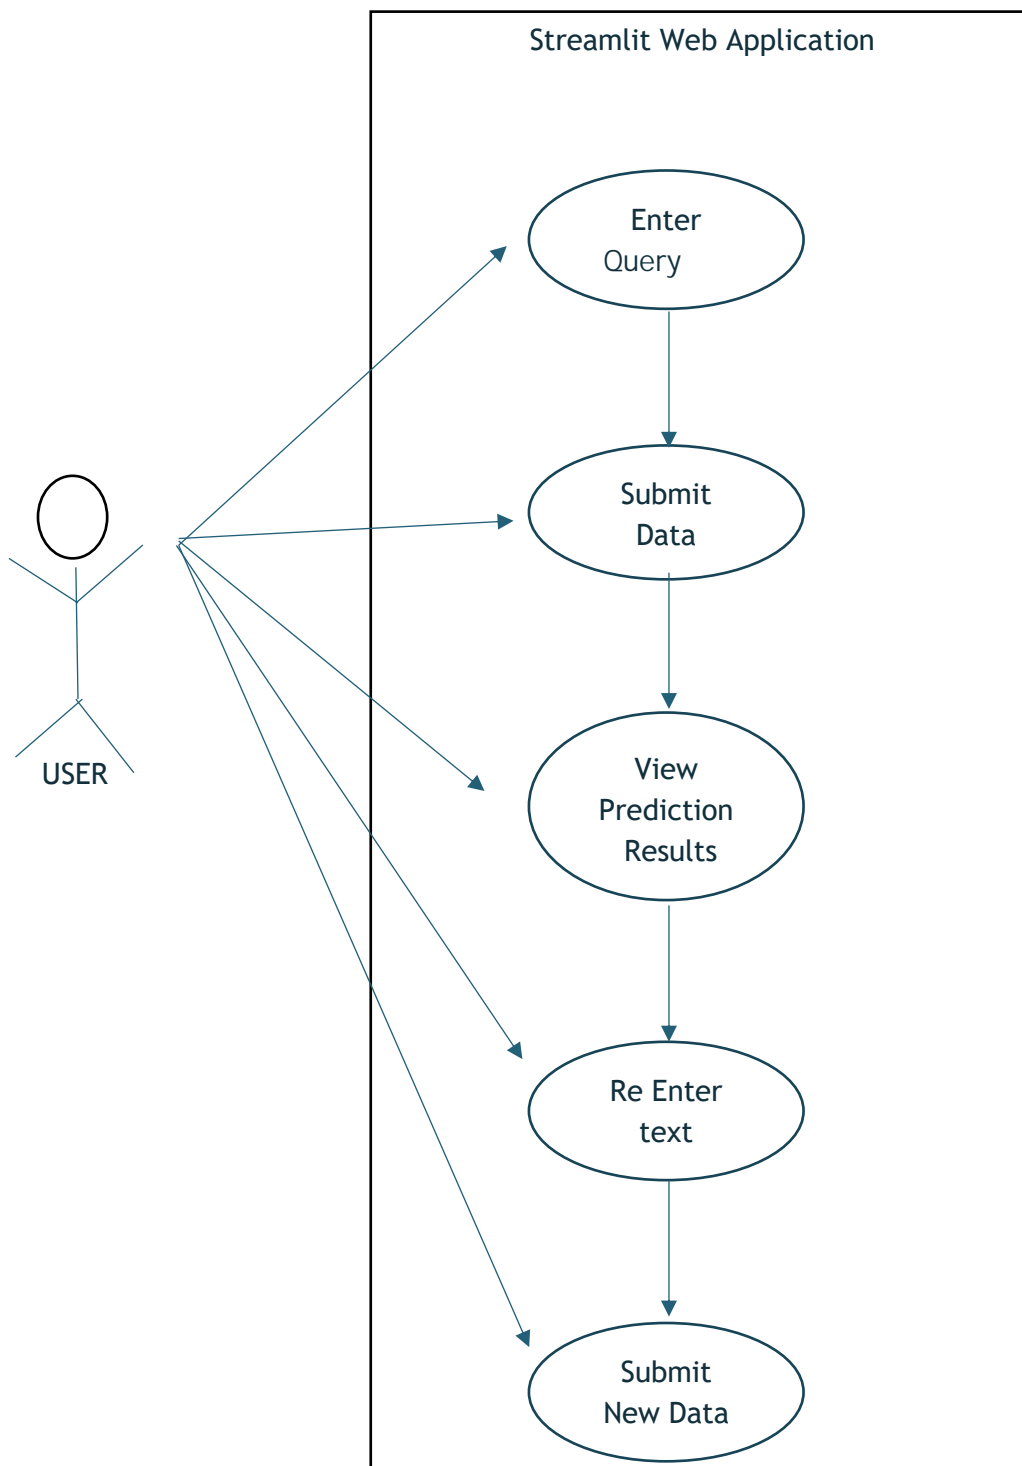 Streamlit Web Application
Enter
Query
Submit
Data
USER
View
Prediction
Results
Re Enter
text
Submit
New Data